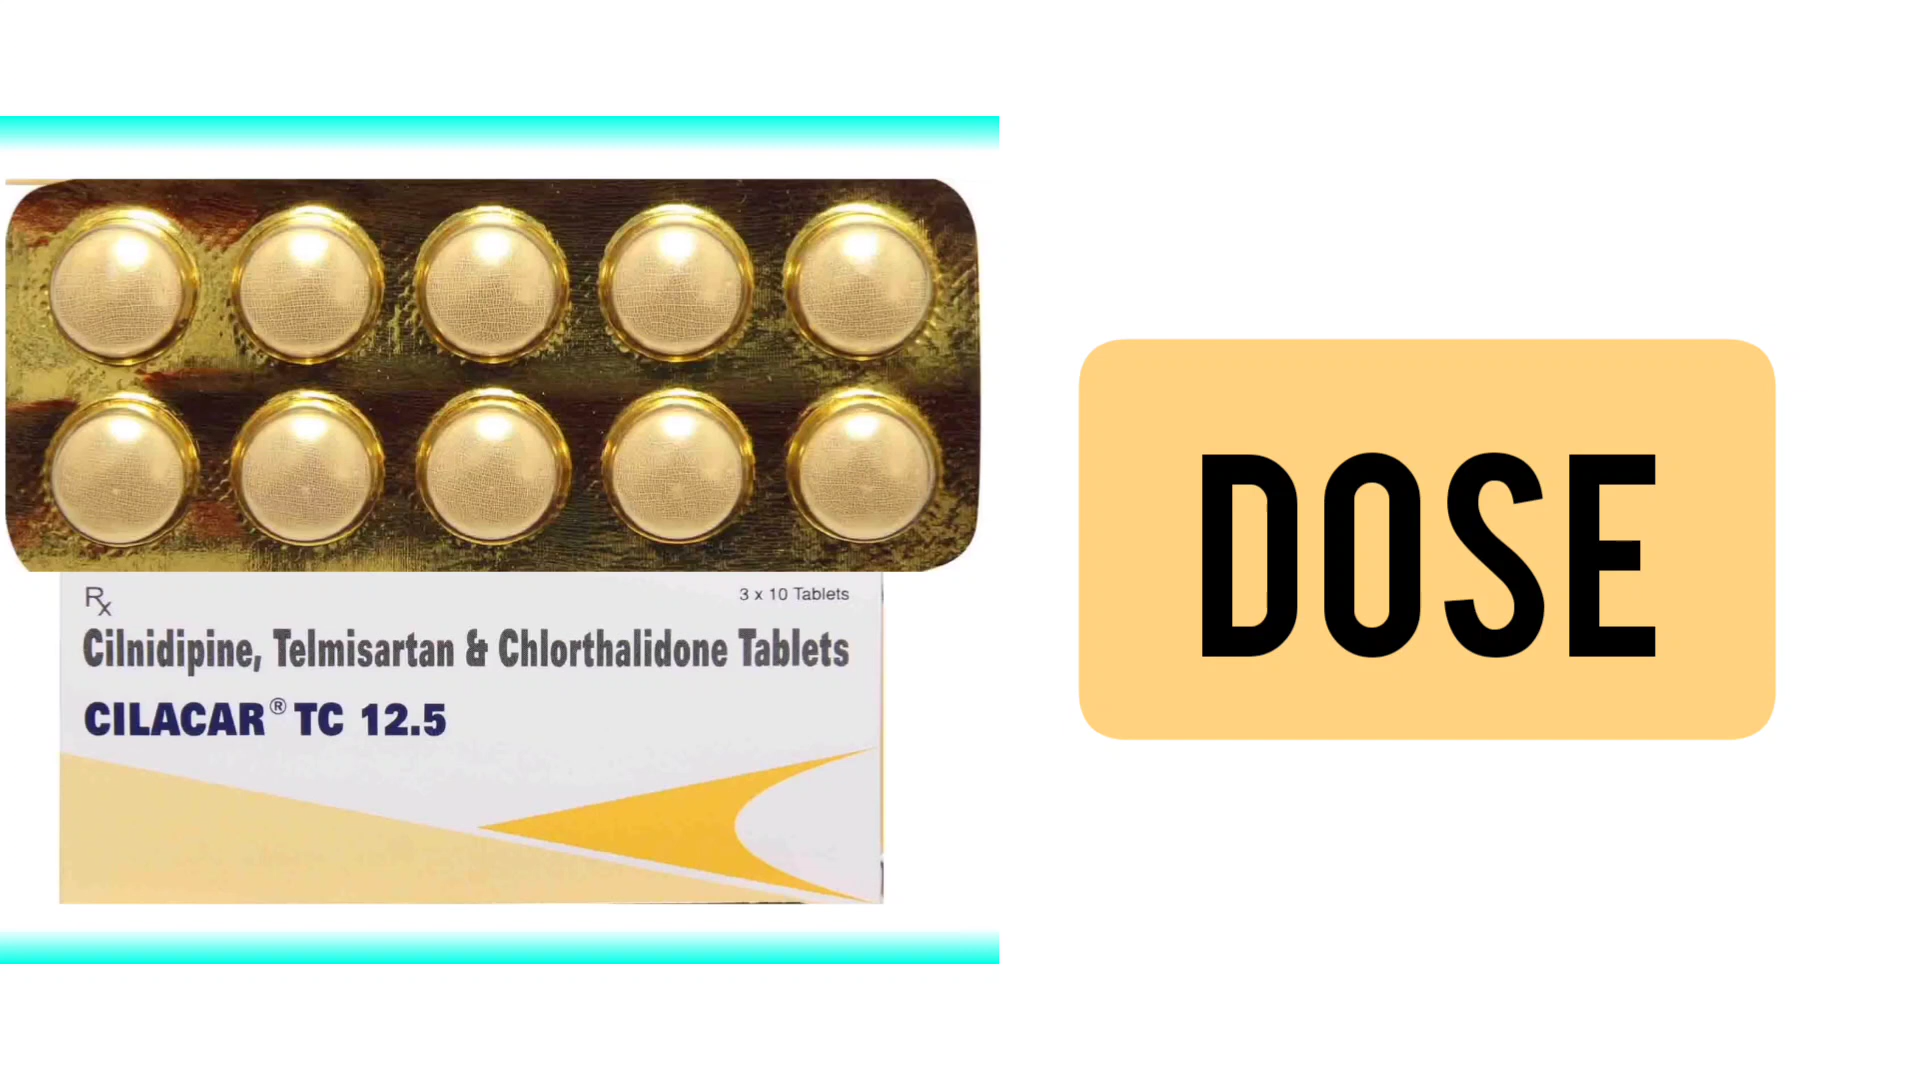 Rx
3 x 10 Tablets
Cilnidipine, Telmisartan & Chlorthalidone Tablets
CILACAR® TC 12.5
DOSE